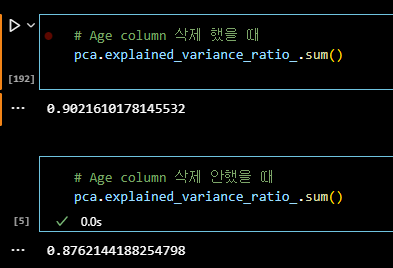 # Age column 삭제 했을 때
pca.explained_variance_ratio_.sum()
[192]
... 0.9021610178145532
# Age column 삭제 안했을 때
pca.explained_variance_ratio_.sum()
[5] ✓ 0.0s
... 0.8762144188254798